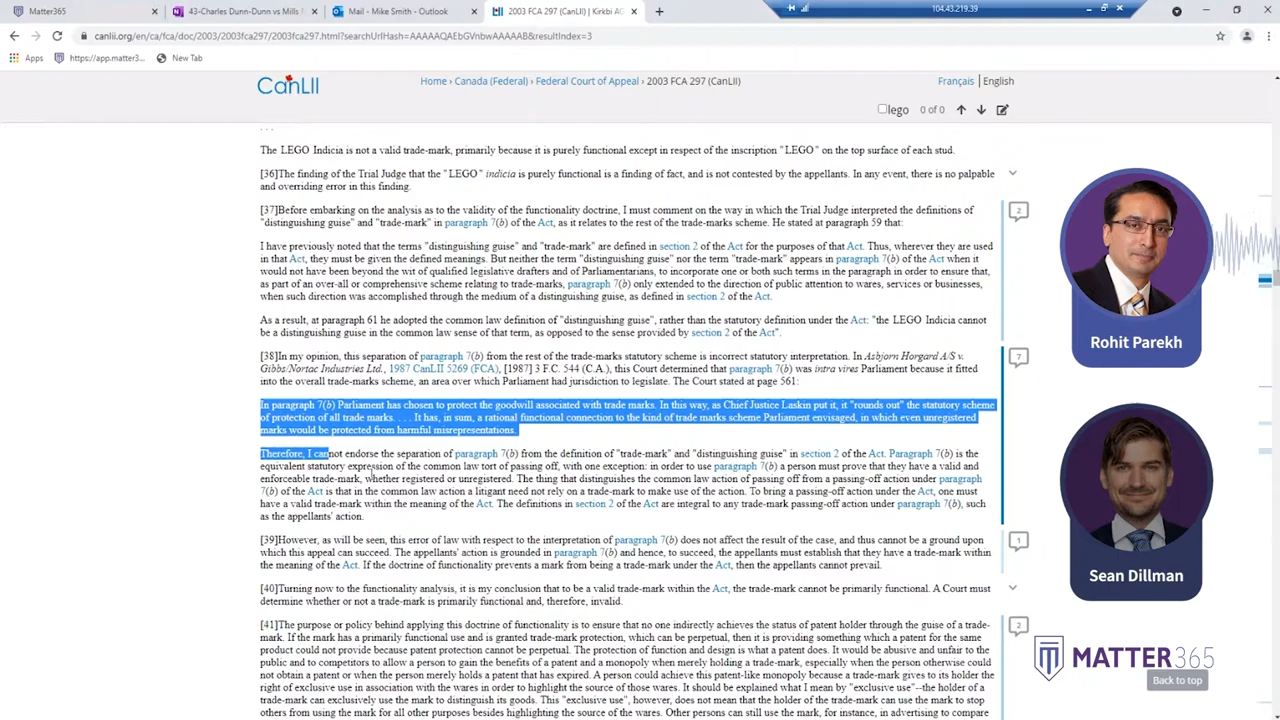 Matter365
43-Charles Dunn-Dunn vs Mills M
Mail - Mike Smith - Outlook
2003 FCA 297 (CanLII) | Kirkbi AG
104.43.219.39
canlii.org/en/ca/fca/doc/2003/2003fca297/2003fca297.html?searchUrlHash=AAAAAQAEbGVnbwAAAAAB&resultIndex=3
Apps
https://app.matter3...
New Tab
CanLII
Home › Canada (Federal) › Federal Court of Appeal › 2003 FCA 297 (CanLII)
Français | English
lego 0 of 0
. . .
The LEGO Indicia is not a valid trade-mark, primarily because it is purely functional except in respect of the inscription "LEGO" on the top surface of each stud.
[36]The finding of the Trial Judge that the "LEGO" indicia is purely functional is a finding of fact, and is not contested by the appellants. In any event, there is no palpable
and overriding error in this finding.
[37]Before embarking on the analysis as to the validity of the functionality doctrine, I must comment on the way in which the Trial Judge interpreted the definitions of
"distinguishing guise" and "trade-mark" in paragraph 7(b) of the Act, as it relates to the rest of the trade-marks scheme. He stated at paragraph 59 that:
2
I have previously noted that the terms "distinguishing guise" and "trade-mark" are defined in section 2 of the Act for the purposes of that Act. Thus, wherever they are used
in that Act, they must be given the defined meanings. But neither the term "distinguishing guise" nor the term "trade-mark" appears in paragraph 7(b) of the Act when it
would not have been beyond the wit of qualified legislative drafters and of Parliamentarians, to incorporate one or both such terms in the paragraph in order to ensure that,
as part of an over-all or comprehensive scheme relating to trade-marks, paragraph 7(b) only extended to the direction of public attention to wares, services or businesses,
when such direction was accomplished through the medium of a distinguishing guise, as defined in section 2 of the Act.
As a result, at paragraph 61 he adopted the common law definition of "distinguishing guise", rather than the statutory definition under the Act: "the LEGO Indicia cannot
be a distinguishing guise in the common law sense of that term, as opposed to the sense provided by section 2 of the Act".
[38]In my opinion, this separation of paragraph 7(b) from the rest of the trade-marks statutory scheme is incorrect statutory interpretation. In Asbjorn Horgard A/S v.
Gibbs/Nortac Industries Ltd., 1987 CanLII 5269 (FCA), [1987] 3 F.C. 544 (C.A.), this Court determined that paragraph 7(b) was intra vires Parliament because it fitted
into the overall trade-marks scheme, an area over which Parliament had jurisdiction to legislate. The Court stated at page 561:
7
In paragraph 7(b) Parliament has chosen to protect the goodwill associated with trade marks. In this way, as Chief Justice Laskin put it, it "rounds out" the statutory scheme
of protection of all trade marks. . . . It has, in sum, a rational functional connection to the kind of trade marks scheme Parliament envisaged, in which even unregistered
marks would be protected from harmful misrepresentations.
Therefore, I cannot endorse the separation of paragraph 7(b) from the definition of "trade-mark" and "distinguishing guise" in section 2 of the Act. Paragraph 7(b) is the
equivalent statutory expression of the common law tort of passing off, with one exception: in order to use paragraph 7(b) a person must prove that they have a valid and
enforceable trade-mark, whether registered or unregistered. The thing that distinguishes the common law action of passing off from a passing-off action under paragraph
7(b) of the Act is that in the common law action a litigant need not rely on a trade-mark to make use of the action. To bring a passing-off action under the Act, one must
have a valid trade-mark within the meaning of the Act. The definitions in section 2 of the Act are integral to any trade-mark passing-off action under paragraph 7(b), such
as the appellants' action.
[39]However, as will be seen, this error of law with respect to the interpretation of paragraph 7(b) does not affect the result of the case, and thus cannot be a ground upon
which this appeal can succeed. The appellants' action is grounded in paragraph 7(b) and hence, to succeed, the appellants must establish that they have a trade-mark within
the meaning of the Act. If the doctrine of functionality prevents a mark from being a trade-mark under the Act, then the appellants cannot prevail.
1
[40]Turning now to the functionality analysis, it is my conclusion that to be a valid trade-mark within the Act, the trade-mark cannot be primarily functional. A Court must
determine whether or not a trade-mark is primarily functional and, therefore, invalid.
[41]The purpose or policy behind applying this doctrine of functionality is to ensure that no one indirectly achieves the status of patent holder through the guise of a trade-
mark. If the mark has a primarily functional use and is granted trade-mark protection, which can be perpetual, then it is providing something which a patent for the same
product could not provide because patent protection cannot be perpetual. The protection of function and design is what a patent does. It would be abusive and unfair to the
public and to competitors to allow a person to gain the benefits of a patent and a monopoly when merely holding a trade-mark, especially when the person otherwise could
not obtain a patent or when the person merely holds a patent that has expired. A person could achieve this patent-like monopoly because a trade-mark gives to its holder the
right of exclusive use in association with the wares in order to highlight the source of those wares. It should be explained what I mean by "exclusive use"--the holder of a
trade-mark can exclusively use the mark to distinguish its goods. This "exclusive use", however, does not mean that the holder of the trade-mark can use the mark to stop
others from using the mark for all other purposes besides highlighting the source of the wares. Other persons can still use the mark, for instance, in advertising to compare
2
Rohit Parekh
Sean Dillman
MATTER365
Back to top